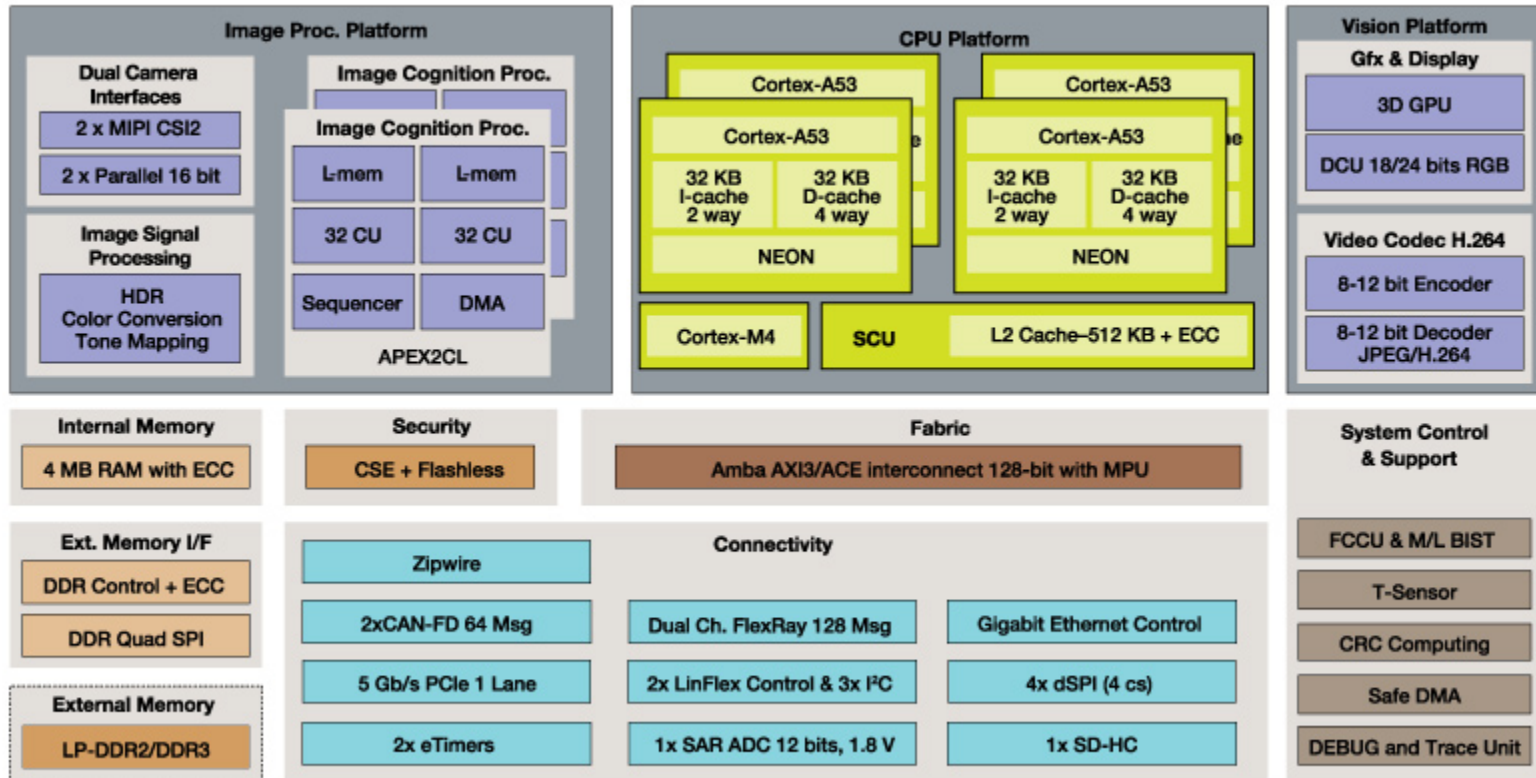 Image Proc. Platform
Dual Camera
Interfaces
2 x MIPI CSI2
2 x Parallel 16 bit
Image Signal
Processing
HDR
Color Conversion
Tone Mapping
Image Cognition Proc.
Image Cognition Proc.
L-mem
L-mem
32 CU
32 CU
Sequencer
DMA
APEX2CL
CPU Platform
Cortex-A53
Cortex-A53
32 KB
I-cache
2 way
32 KB
D-cache
4 way
NEON
Cortex-A53
Cortex-A53
32 KB
I-cache
2 way
32 KB
D-cache
4 way
NEON
Cortex-M4
SCU
L2 Cache–512 KB + ECC
Vision Platform
Gfx & Display
3D GPU
DCU 18/24 bits RGB
Video Codec H.264
8-12 bit Encoder
8-12 bit Decoder
JPEG/H.264
Internal Memory
4 MB RAM with ECC
Security
CSE + Flashless
Fabric
Amba AXI3/ACE interconnect 128-bit with MPU
System Control
& Support
FCCU & M/L BIST
T-Sensor
CRC Computing
Safe DMA
DEBUG and Trace Unit
Ext. Memory I/F
DDR Control + ECC
DDR Quad SPI
External Memory
LP-DDR2/DDR3
Connectivity
Zipwire
2xCAN-FD 64 Msg
Dual Ch. FlexRay 128 Msg
Gigabit Ethernet Control
5 Gb/s PCIe 1 Lane
2x LinFlex Control & 3x I²C
4x dSPI (4 cs)
2x eTimers
1x SAR ADC 12 bits, 1.8 V
1x SD-HC